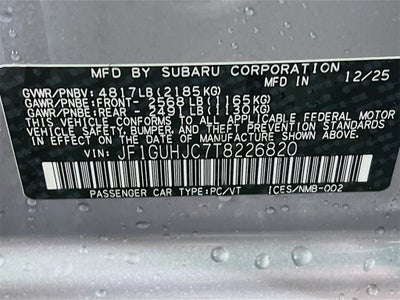 MFD. BY SUBARU CORPORATION
MFD. IN 12/25
GVWR/PNBV: 4817LB(2185KG)
GAWR/PNBE:FRONT- 2568LB(1165KG)
GAWR/PNBE:REAR - 2491LB(1130KG)
THIS VEHICLE CONFORMS TO ALL APPLICABLE FEDERAL MOTOR
VEHICLE SAFETY, BUMPER, AND THEFT PREVENTION STANDARDS
IN EFFECT ON THE DATE OF MANUFACTURE SHOWN ABOVE.
VIN: JF1GUHJC7T8226820
PASSENGER CAR TYPE:PC/VT ICES/NMB-002